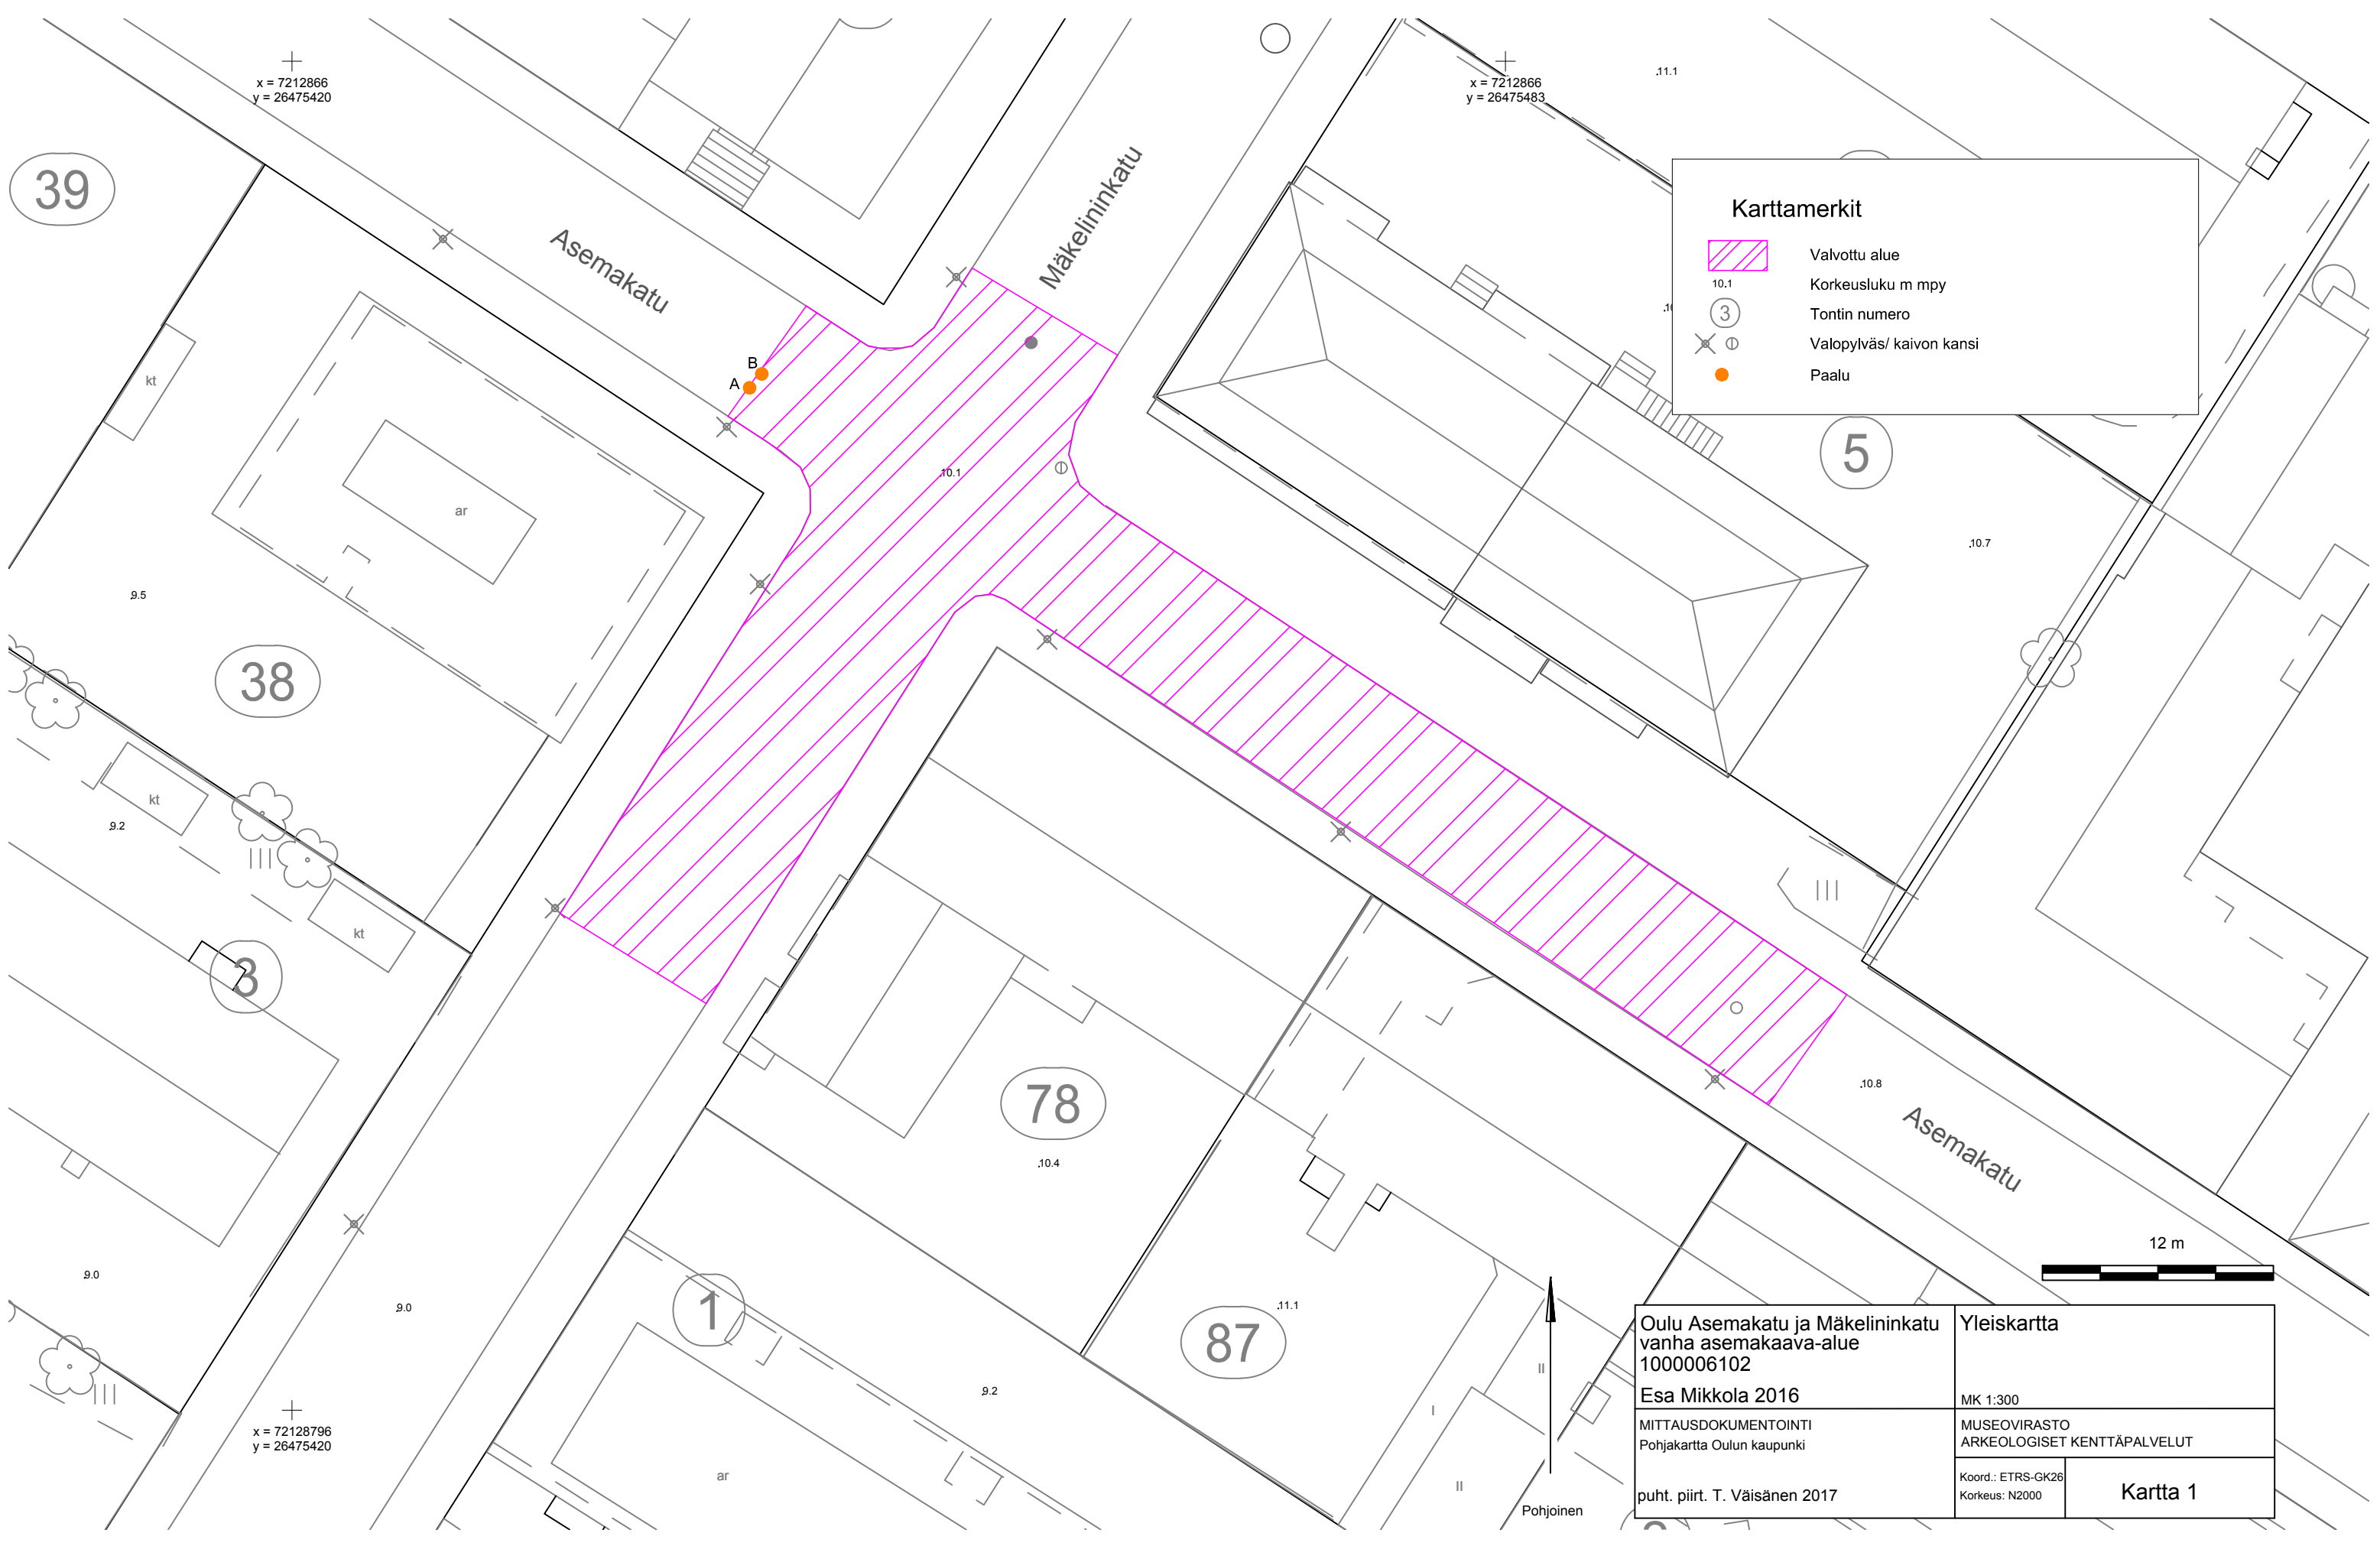 x = 7212866
y = 26475420
x = 7212866
y = 26475483
11.1
39
Asemakatu
Mäkelininkatu
Karttamerkit
Valvottu alue
10.1
Korkeusluku m mpy
3
Tontin numero
Valopylväs/ kaivon kansi
Paalu
B
A
kt
ar
10.1
5
10.7
9.5
38
kt
9.2
kt
3
78
10.4
10.8
Asemakatu
12 m
9.0
9.0
1
11.1
87
9.2
II
I
II
ar
x = 72128796
y = 26475420
Pohjoinen
Oulu Asemakatu ja Mäkelininkatu
vanha asemakaava-alue
1000006102
Esa Mikkola 2016
Yleiskartta
MK 1:300
MITTAUSDOKUMENTOINTI
Pohjakartta Oulun kaupunki
puht. piirt. T. Väisänen 2017
MUSEOVIRASTO
ARKEOLOGISET KENTTÄPALVELUT
Koord.: ETRS-GK26
Korkeus: N2000
Kartta 1